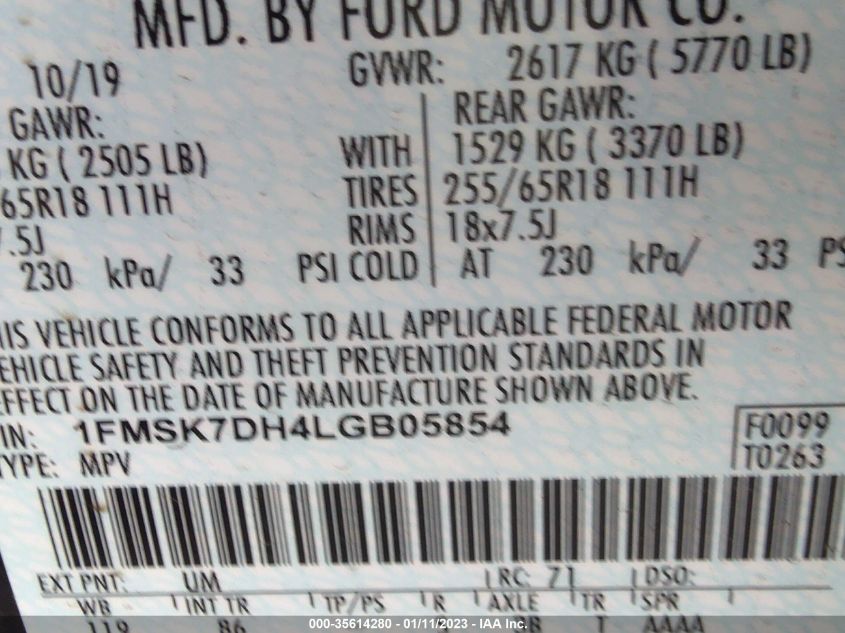 MFD. BY FORD MOTOR CO.
10/19 GVWR: 2617 KG ( 5770 LB)
GAWR: REAR GAWR:
KG ( 2505 LB) WITH 1529 KG ( 3370 LB)
65R18 111H TIRES 255/65R18 111H
.5J RIMS 18x7.5J
230 kPa/ 33 PSI COLD AT 230 kPa/ 33 PS
HIS VEHICLE CONFORMS TO ALL APPLICABLE FEDERAL MOTOR
EHICLE SAFETY AND THEFT PREVENTION STANDARDS IN
FFECT ON THE DATE OF MANUFACTURE SHOWN ABOVE.
IN: 1FMSK7DH4LGB05854 F0099
TYPE: MPV T0263
EXT PNT: UM RC: 71 DSO:
WB INT TR TP/PS R AXLE TR SPR
119 86 T AAAA
000-35614280 - 01/11/2023 - IAA Inc.